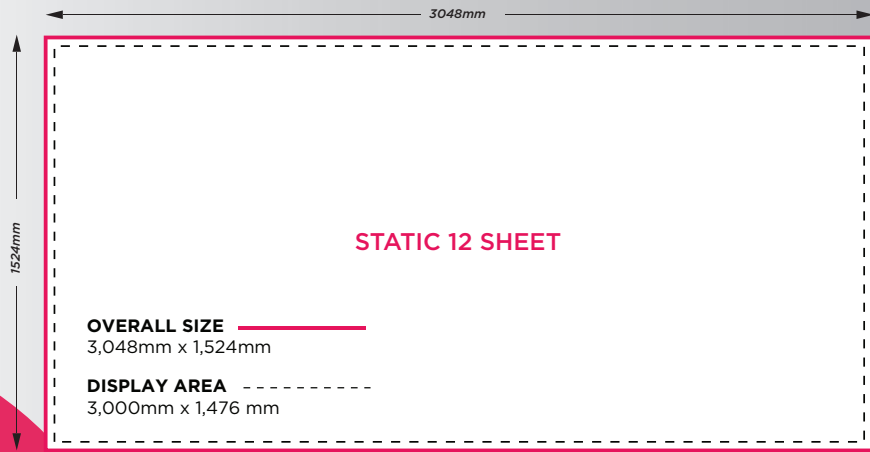 3048mm
1524mm
STATIC 12 SHEET
OVERALL SIZE
3,048mm x 1,524mm
DISPLAY AREA
3,000mm x 1,476 mm